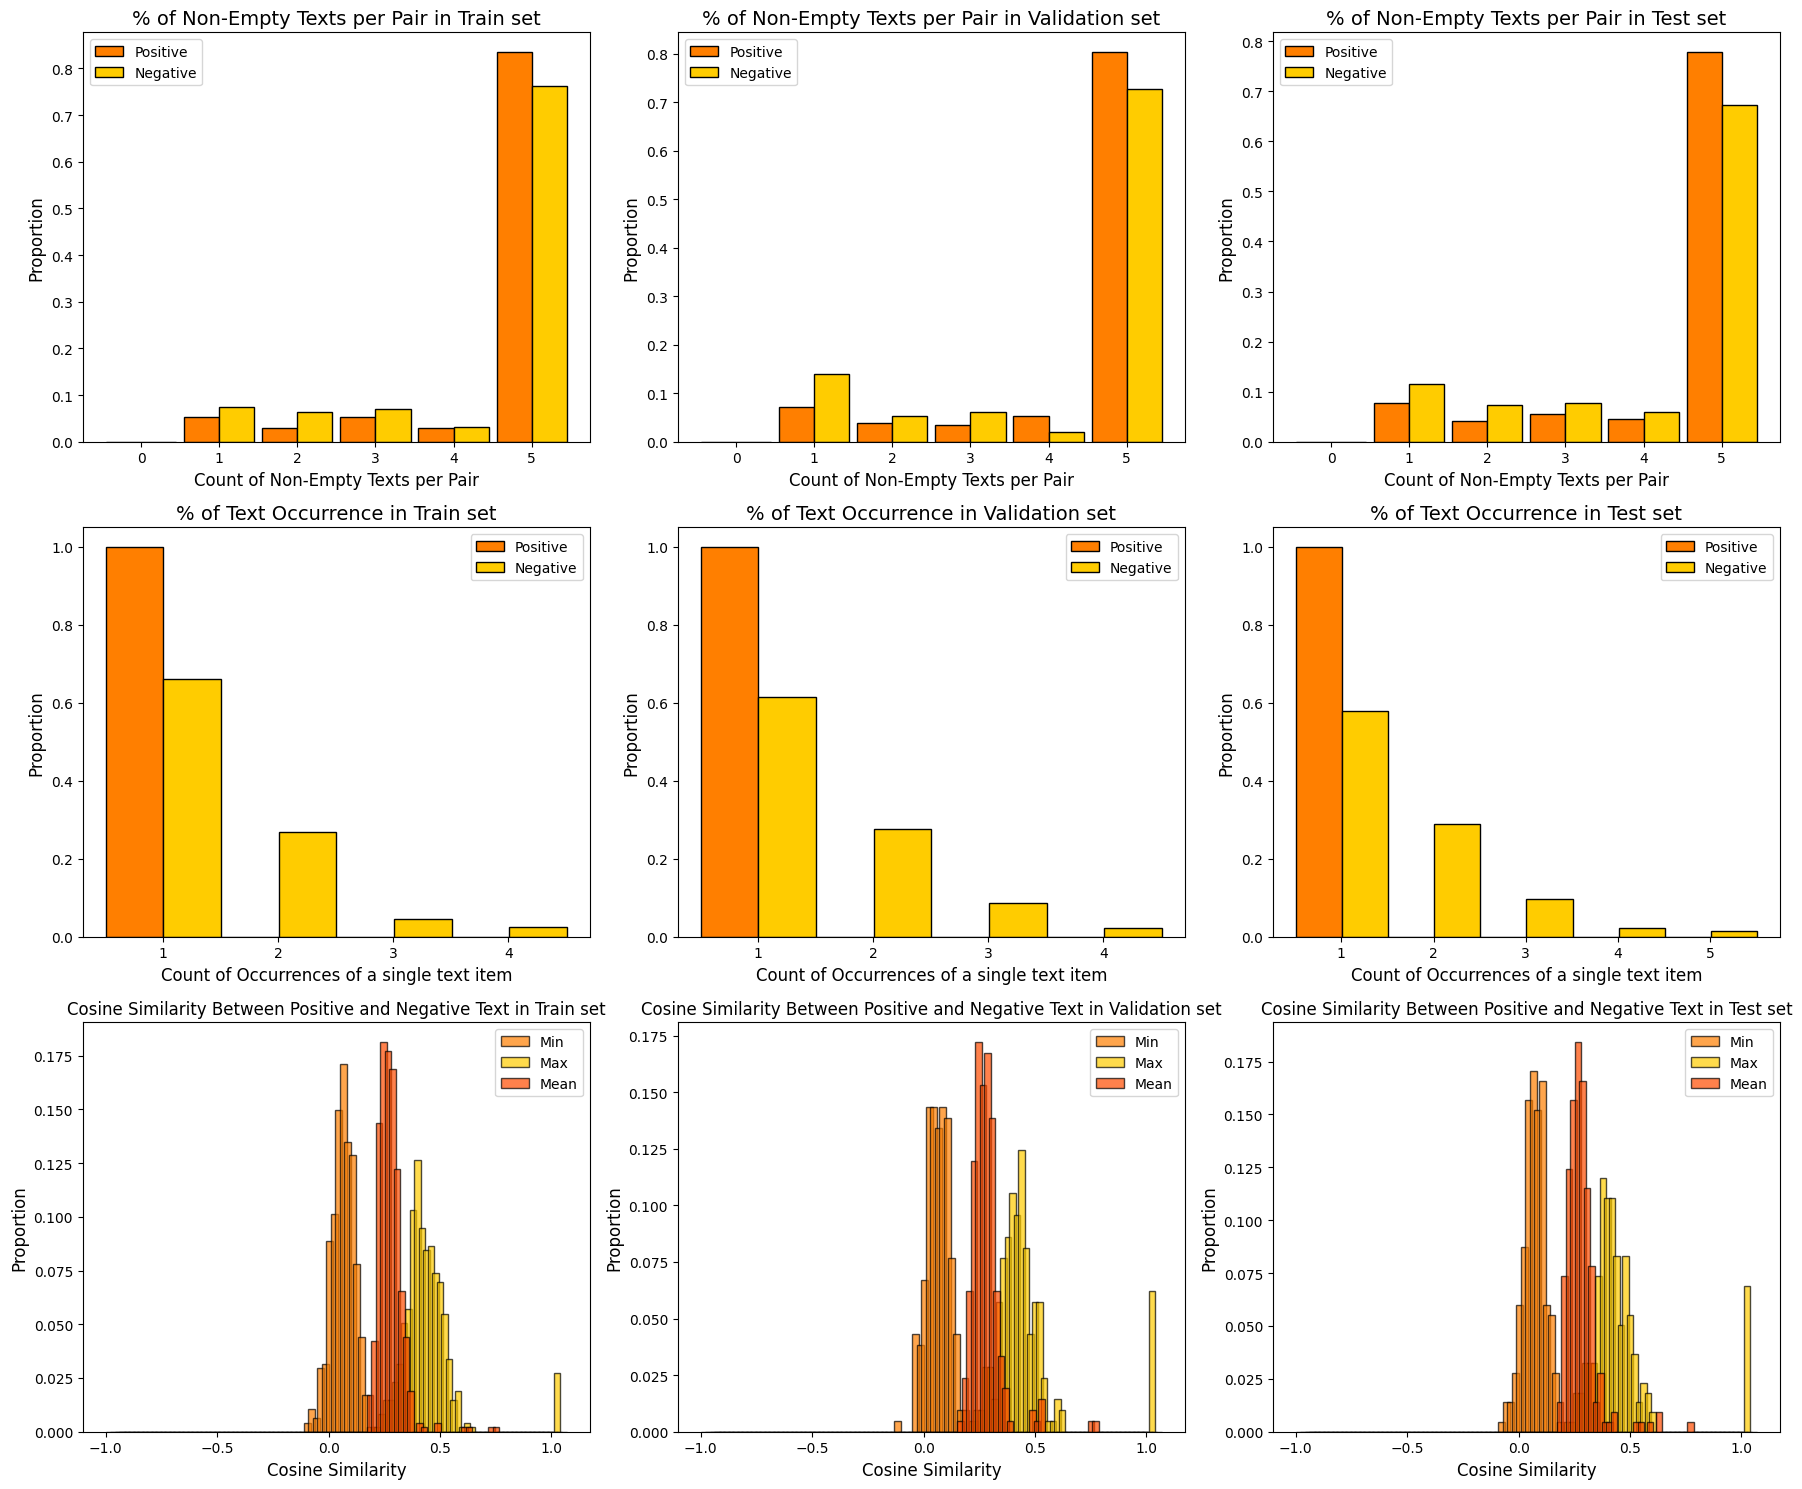 % of Non-Empty Texts per Pair in Train set
Positive
Negative
Proportion
0.8
0.7
0.6
0.5
0.4
0.3
0.2
0.1
0.0
0 1 2 3 4 5
Count of Non-Empty Texts per Pair
% of Non-Empty Texts per Pair in Validation set
Positive
Negative
Proportion
0.8
0.7
0.6
0.5
0.4
0.3
0.2
0.1
0.0
0 1 2 3 4 5
Count of Non-Empty Texts per Pair
% of Non-Empty Texts per Pair in Test set
Positive
Negative
Proportion
0.8
0.7
0.6
0.5
0.4
0.3
0.2
0.1
0.0
0 1 2 3 4 5
Count of Non-Empty Texts per Pair
% of Text Occurrence in Train set
Positive
Negative
Proportion
1.0
0.8
0.6
0.4
0.2
0.0
1 2 3 4
Count of Occurrences of a single text item
% of Text Occurrence in Validation set
Positive
Negative
Proportion
1.0
0.8
0.6
0.4
0.2
0.0
1 2 3 4
Count of Occurrences of a single text item
% of Text Occurrence in Test set
Positive
Negative
Proportion
1.0
0.8
0.6
0.4
0.2
0.0
1 2 3 4 5
Count of Occurrences of a single text item
Cosine Similarity Between Positive and Negative Text in Train set
Min
Max
Mean
Proportion
0.175
0.150
0.125
0.100
0.075
0.050
0.025
0.000
−1.0 −0.5 0.0 0.5 1.0
Cosine Similarity
Cosine Similarity Between Positive and Negative Text in Validation set
Min
Max
Mean
Proportion
0.175
0.150
0.125
0.100
0.075
0.050
0.025
0.000
−1.0 −0.5 0.0 0.5 1.0
Cosine Similarity
Cosine Similarity Between Positive and Negative Text in Test set
Min
Max
Mean
Proportion
0.175
0.150
0.125
0.100
0.075
0.050
0.025
0.000
−1.0 −0.5 0.0 0.5 1.0
Cosine Similarity